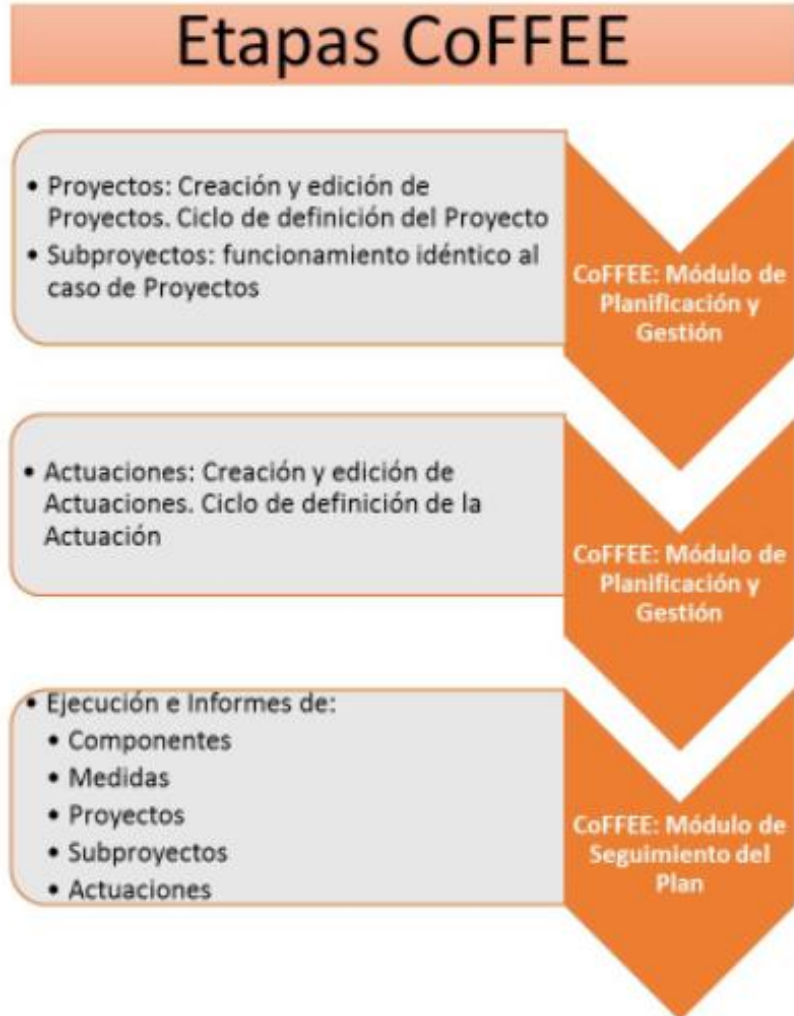 Etapas CoFFEE
• Proyectos: Creación y edición de
Proyectos. Ciclo de definición del Proyecto
• Subproyectos: funcionamiento idéntico al
caso de Proyectos
CoFFEE: Módulo de
Planificación y
Gestión
• Actuaciones: Creación y edición de
Actuaciones. Ciclo de definición de la
Actuación
CoFFEE: Módulo de
Planificación y
Gestión
• Ejecución e Informes de:
• Componentes
• Medidas
• Proyectos
• Subproyectos
• Actuaciones
CoFFEE: Módulo de
Seguimiento del
Plan